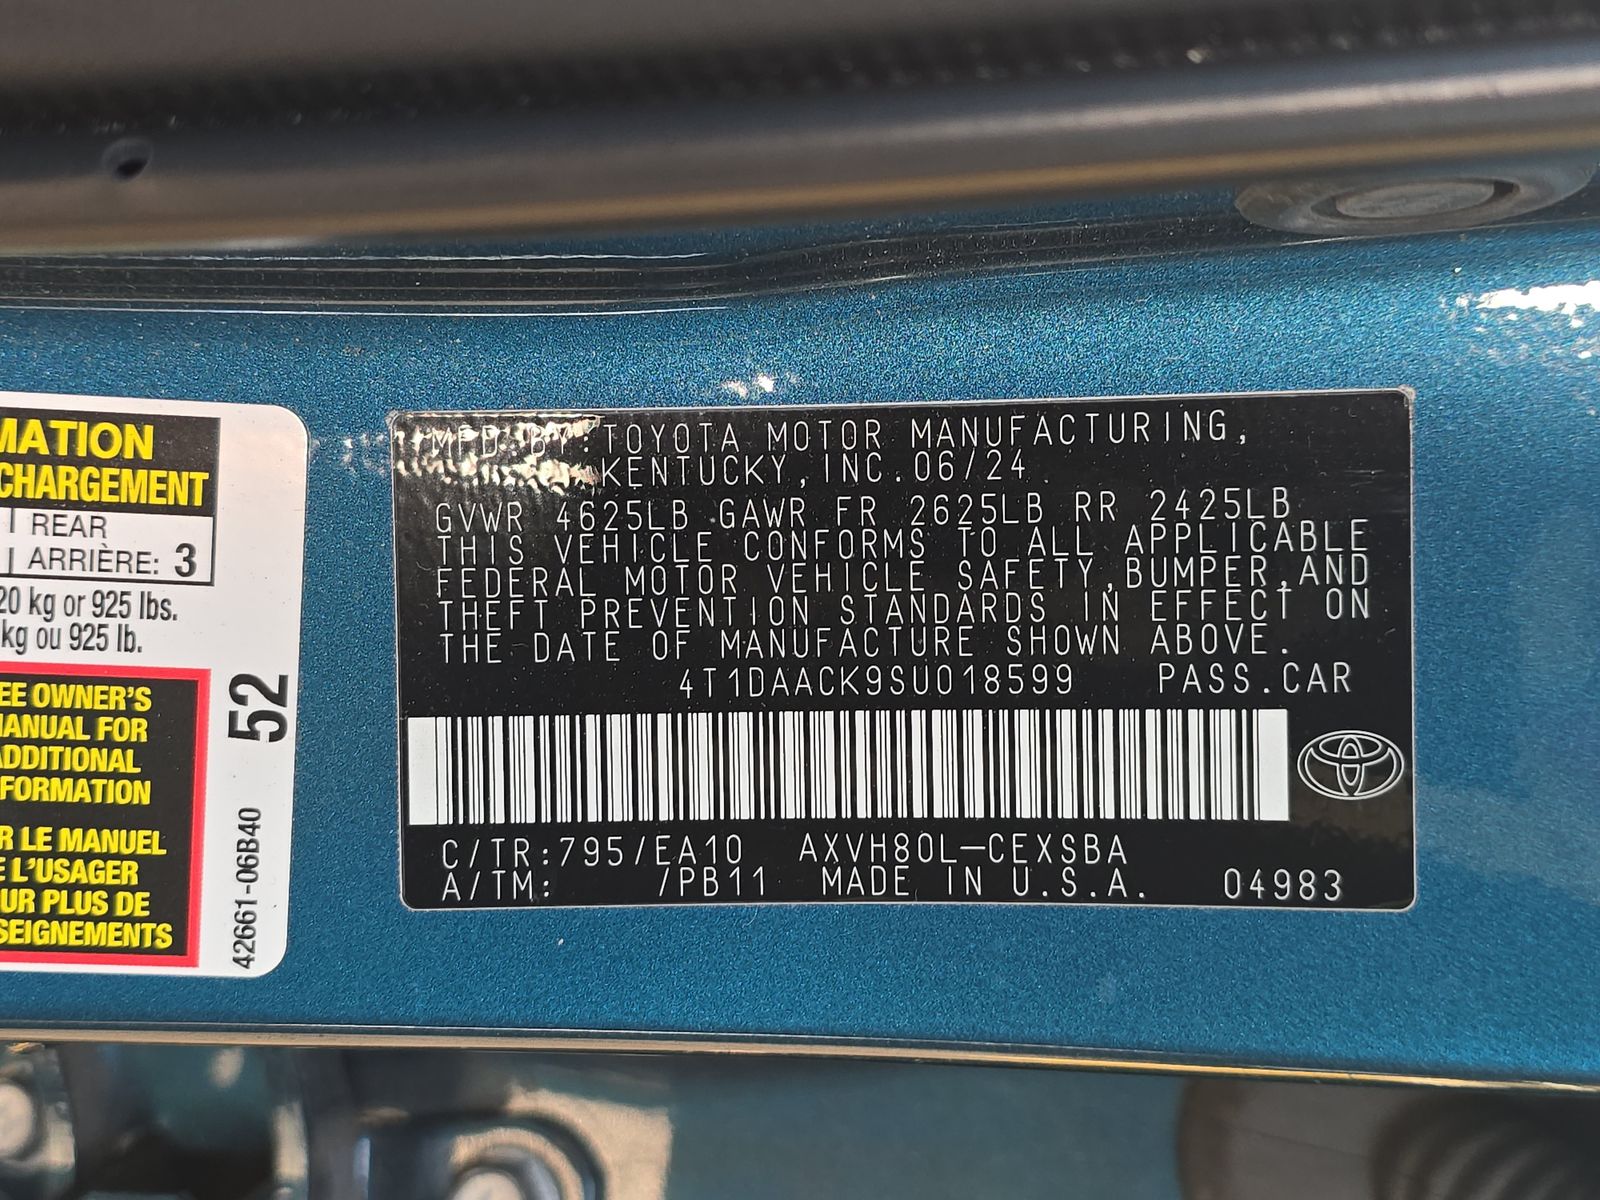 MATION
CHARGEMENT
REAR
ARRIÈRE: 3
20 kg or 925 lbs.
kg ou 925 lb.
EE OWNER'S
MANUAL FOR
ADDITIONAL
FORMATION
R LE MANUEL
E L'USAGER
UR PLUS DE
SEIGNEMENTS
52
42661-06B40
MFD.BY:TOYOTA MOTOR MANUFACTURING,
KENTUCKY,INC.06/24
GVWR 4625LB GAWR FR 2625LB RR 2425LB
THIS VEHICLE CONFORMS TO ALL APPLICABLE
FEDERAL MOTOR VEHICLE SAFETY,BUMPER,AND
THEFT PREVENTION STANDARDS IN EFFECT ON
THE DATE OF MANUFACTURE SHOWN ABOVE.
4T1DAACK9SU018599 PASS.CAR
C/TR:795/EA10 AXVH80L-CEXSBA
A/TM: /PB11 MADE IN U.S.A. 04983